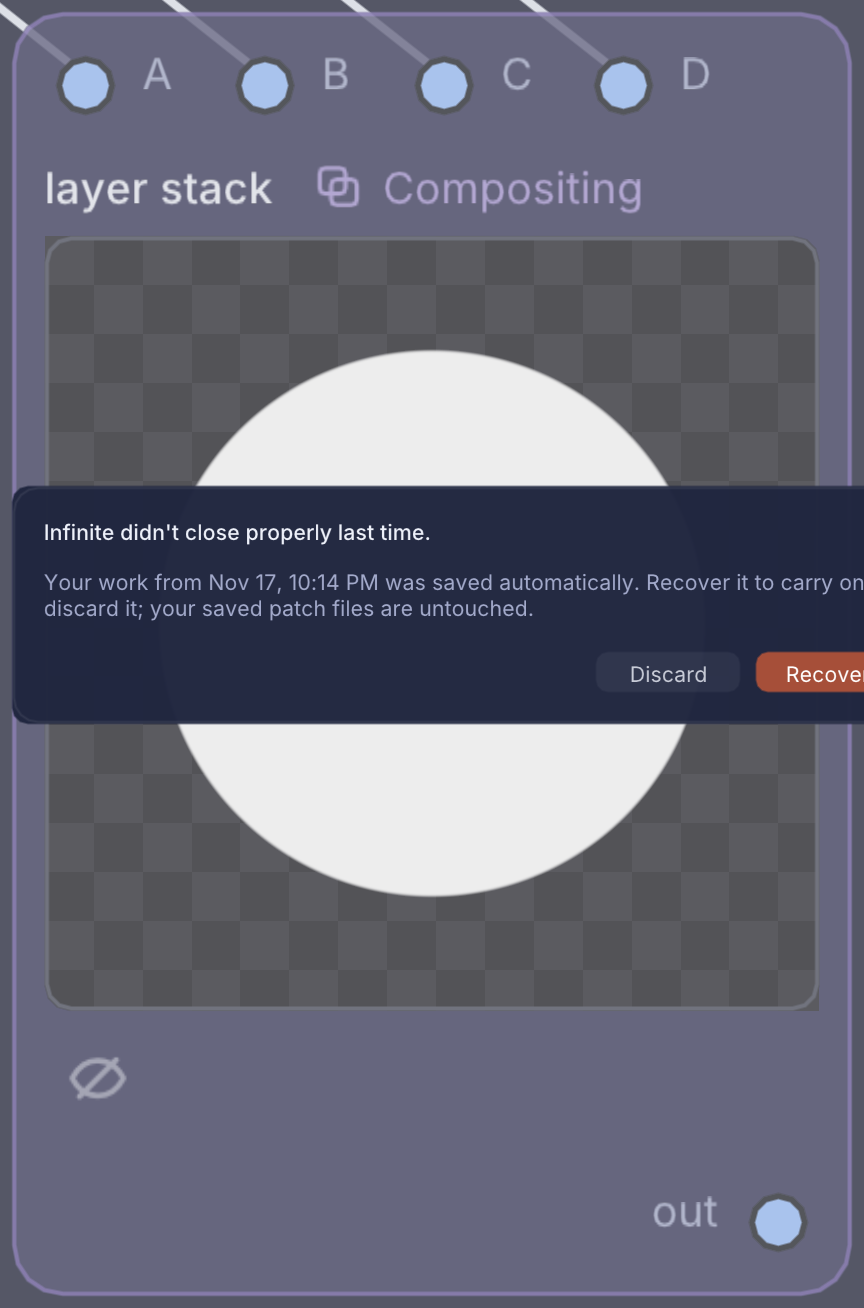 A B C D
layer stack Compositing
Infinite didn't close properly last time.
Your work from Nov 17, 10:14 PM was saved automatically. Recover it to carry on
discard it; your saved patch files are untouched.
Discard Recover
out